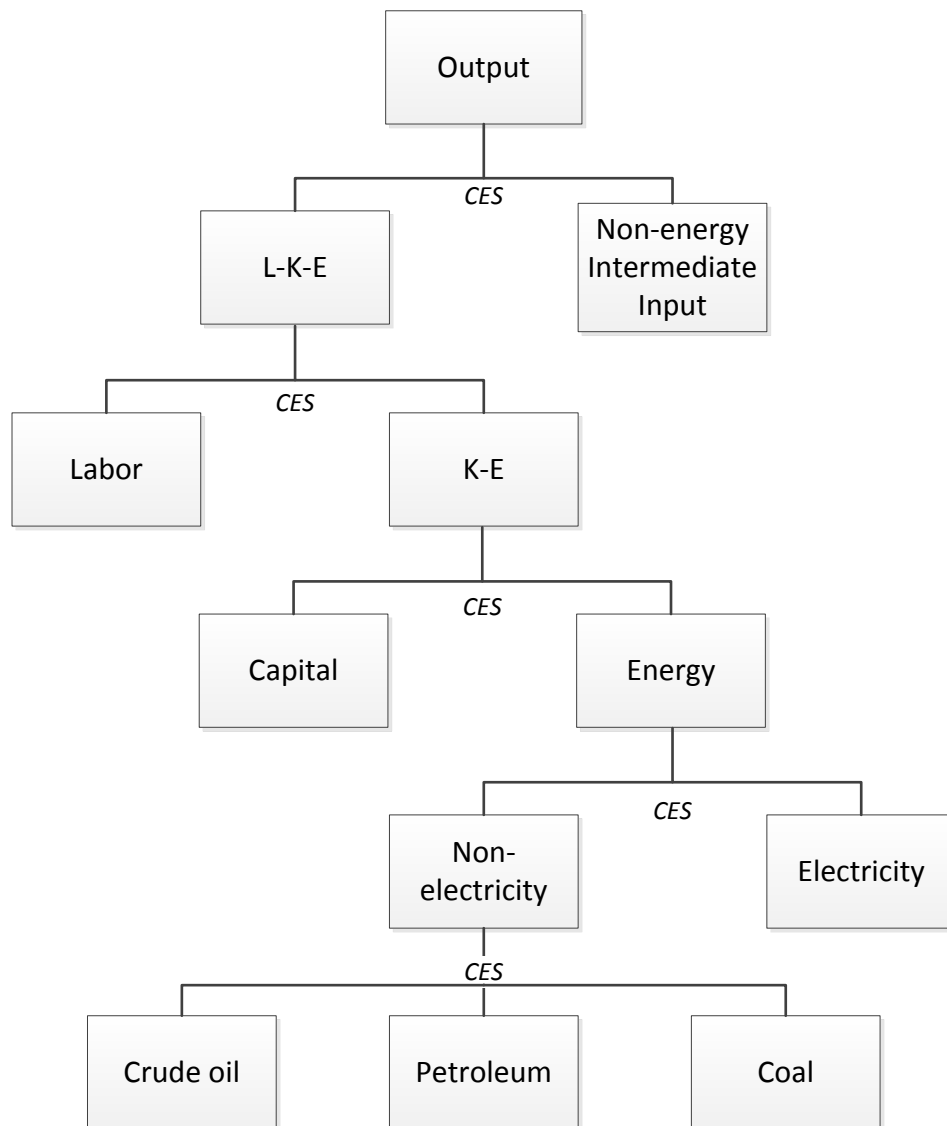 Output
CES
L-K-E
Non-energy
Intermediate
Input
CES
Labor
K-E
CES
Capital
Energy
CES
Non-
electricity
Electricity
CES
Crude oil
Petroleum
Coal